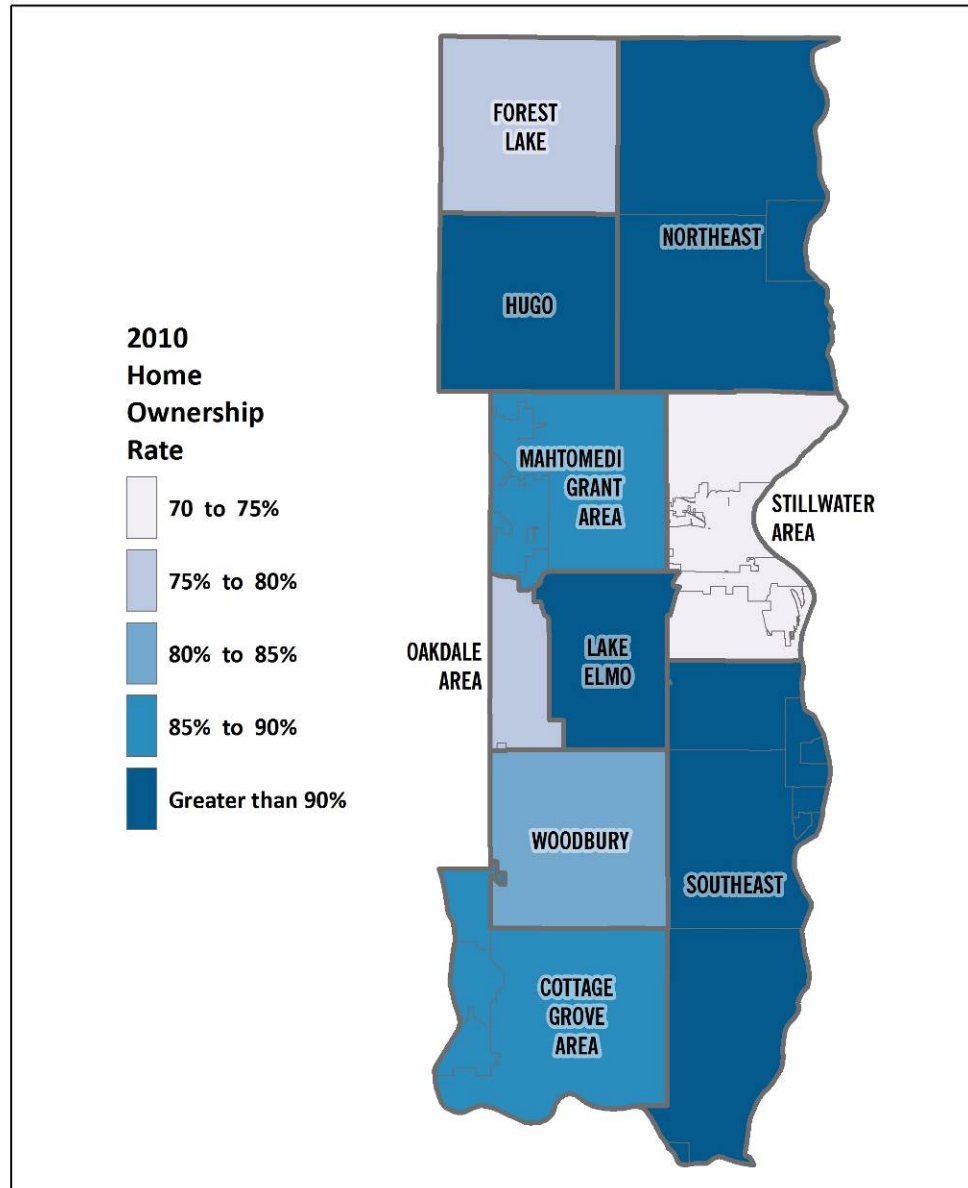 FOREST
LAKE
NORTHEAST
HUGO
2010
Home
Ownership
Rate
70 to 75%
75% to 80%
80% to 85%
85% to 90%
Greater than 90%
MAHTOMEDI
GRANT
AREA
STILLWATER
AREA
OAKDALE
AREA
LAKE
ELMO
WOODBURY
SOUTHEAST
COTTAGE
GROVE
AREA